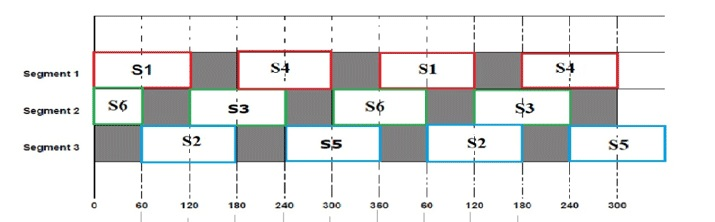 Segment 1 S1 S4 S1 S4
Segment 2 S6 S3 S6 S3
Segment 3 S2 S5 S2 S5
0 60 120 180 240 300 360 60 120 180 240 300